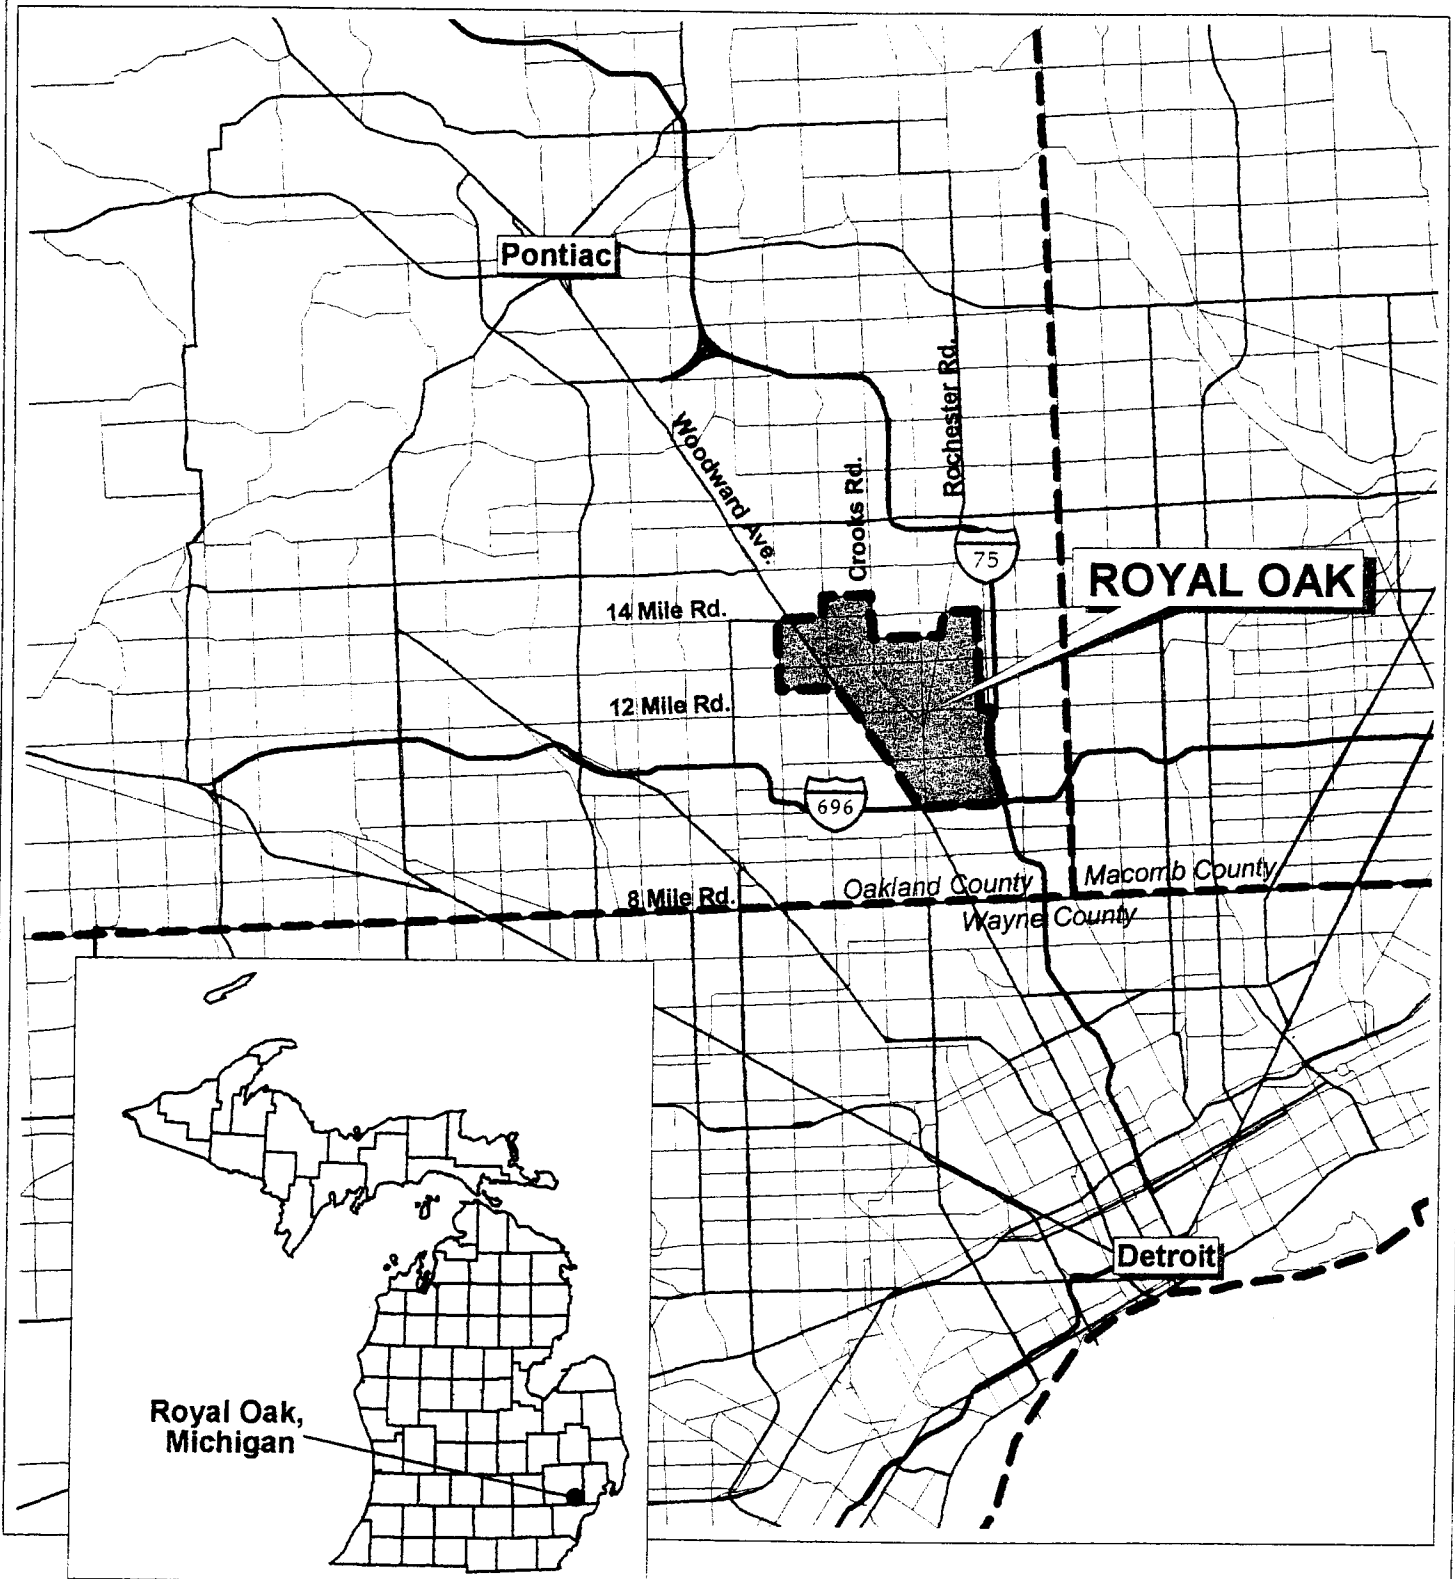 Pontiac
Rochester Rd.
Woodward Ave.
Crooks Rd.
75
ROYAL OAK
14 Mile Rd.
12 Mile Rd.
696
Macomb County
Oakland County
8 Mile Rd.
Wayne County
Detroit
Royal Oak,
Michigan